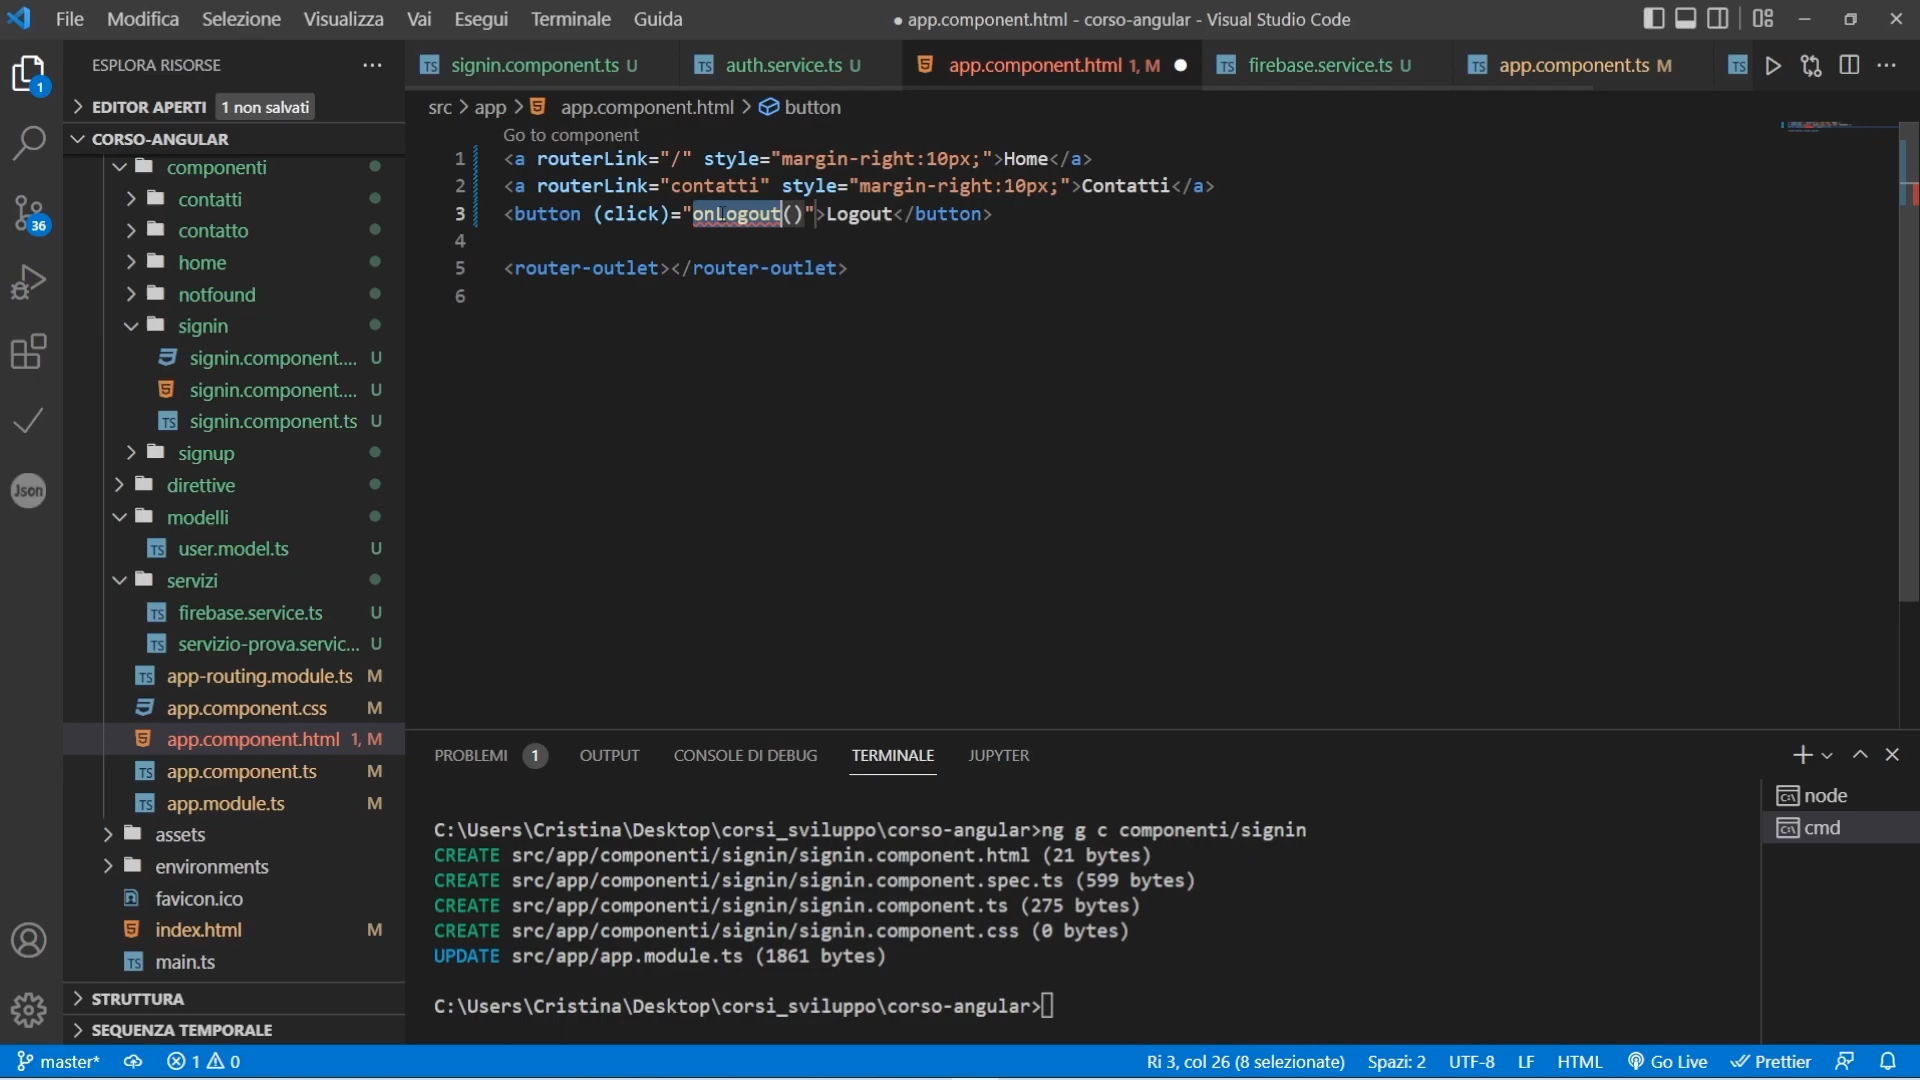 File Modifica Selezione Visualizza Vai Esegui Terminale Guida
● app.component.html - corso-angular - Visual Studio Code
ESPLORA RISORSE ···
signin.component.ts U
auth.service.ts U
app.component.html 1, M ●
firebase.service.ts U
app.component.ts M
TS
EDITOR APERTI 1 non salvati
CORSO-ANGULAR
componenti
contatti
contatto
home
notfound
signin
signin.component.... U
signin.component.... U
signin.component.ts U
signup
direttive
modelli
user.model.ts U
servizi
firebase.service.ts U
servizio-prova.servic... U
app-routing.module.ts M
app.component.css M
app.component.html 1, M
app.component.ts M
app.module.ts M
assets
environments
favicon.ico
index.html M
main.ts
STRUTTURA
SEQUENZA TEMPORALE
1
36
Json
src > app > app.component.html > button
Go to component
1 <a routerLink="/" style="margin-right:10px;">Home</a>
2 <a routerLink="contatti" style="margin-right:10px;">Contatti</a>
3 <button (click)="onLogout()">Logout</button>
4
5 <router-outlet></router-outlet>
6
PROBLEMI 1 OUTPUT CONSOLE DI DEBUG TERMINALE JUPYTER
C:\Users\Cristina\Desktop\corsi_sviluppo\corso-angular>ng g c componenti/signin
CREATE src/app/componenti/signin/signin.component.html (21 bytes)
CREATE src/app/componenti/signin/signin.component.spec.ts (599 bytes)
CREATE src/app/componenti/signin/signin.component.ts (275 bytes)
CREATE src/app/componenti/signin/signin.component.css (0 bytes)
UPDATE src/app/app.module.ts (1861 bytes)
C:\Users\Cristina\Desktop\corsi_sviluppo\corso-angular>
node
cmd
master* 1 0 Ri 3, col 26 (8 selezionate) Spazi: 2 UTF-8 LF HTML Go Live Prettier